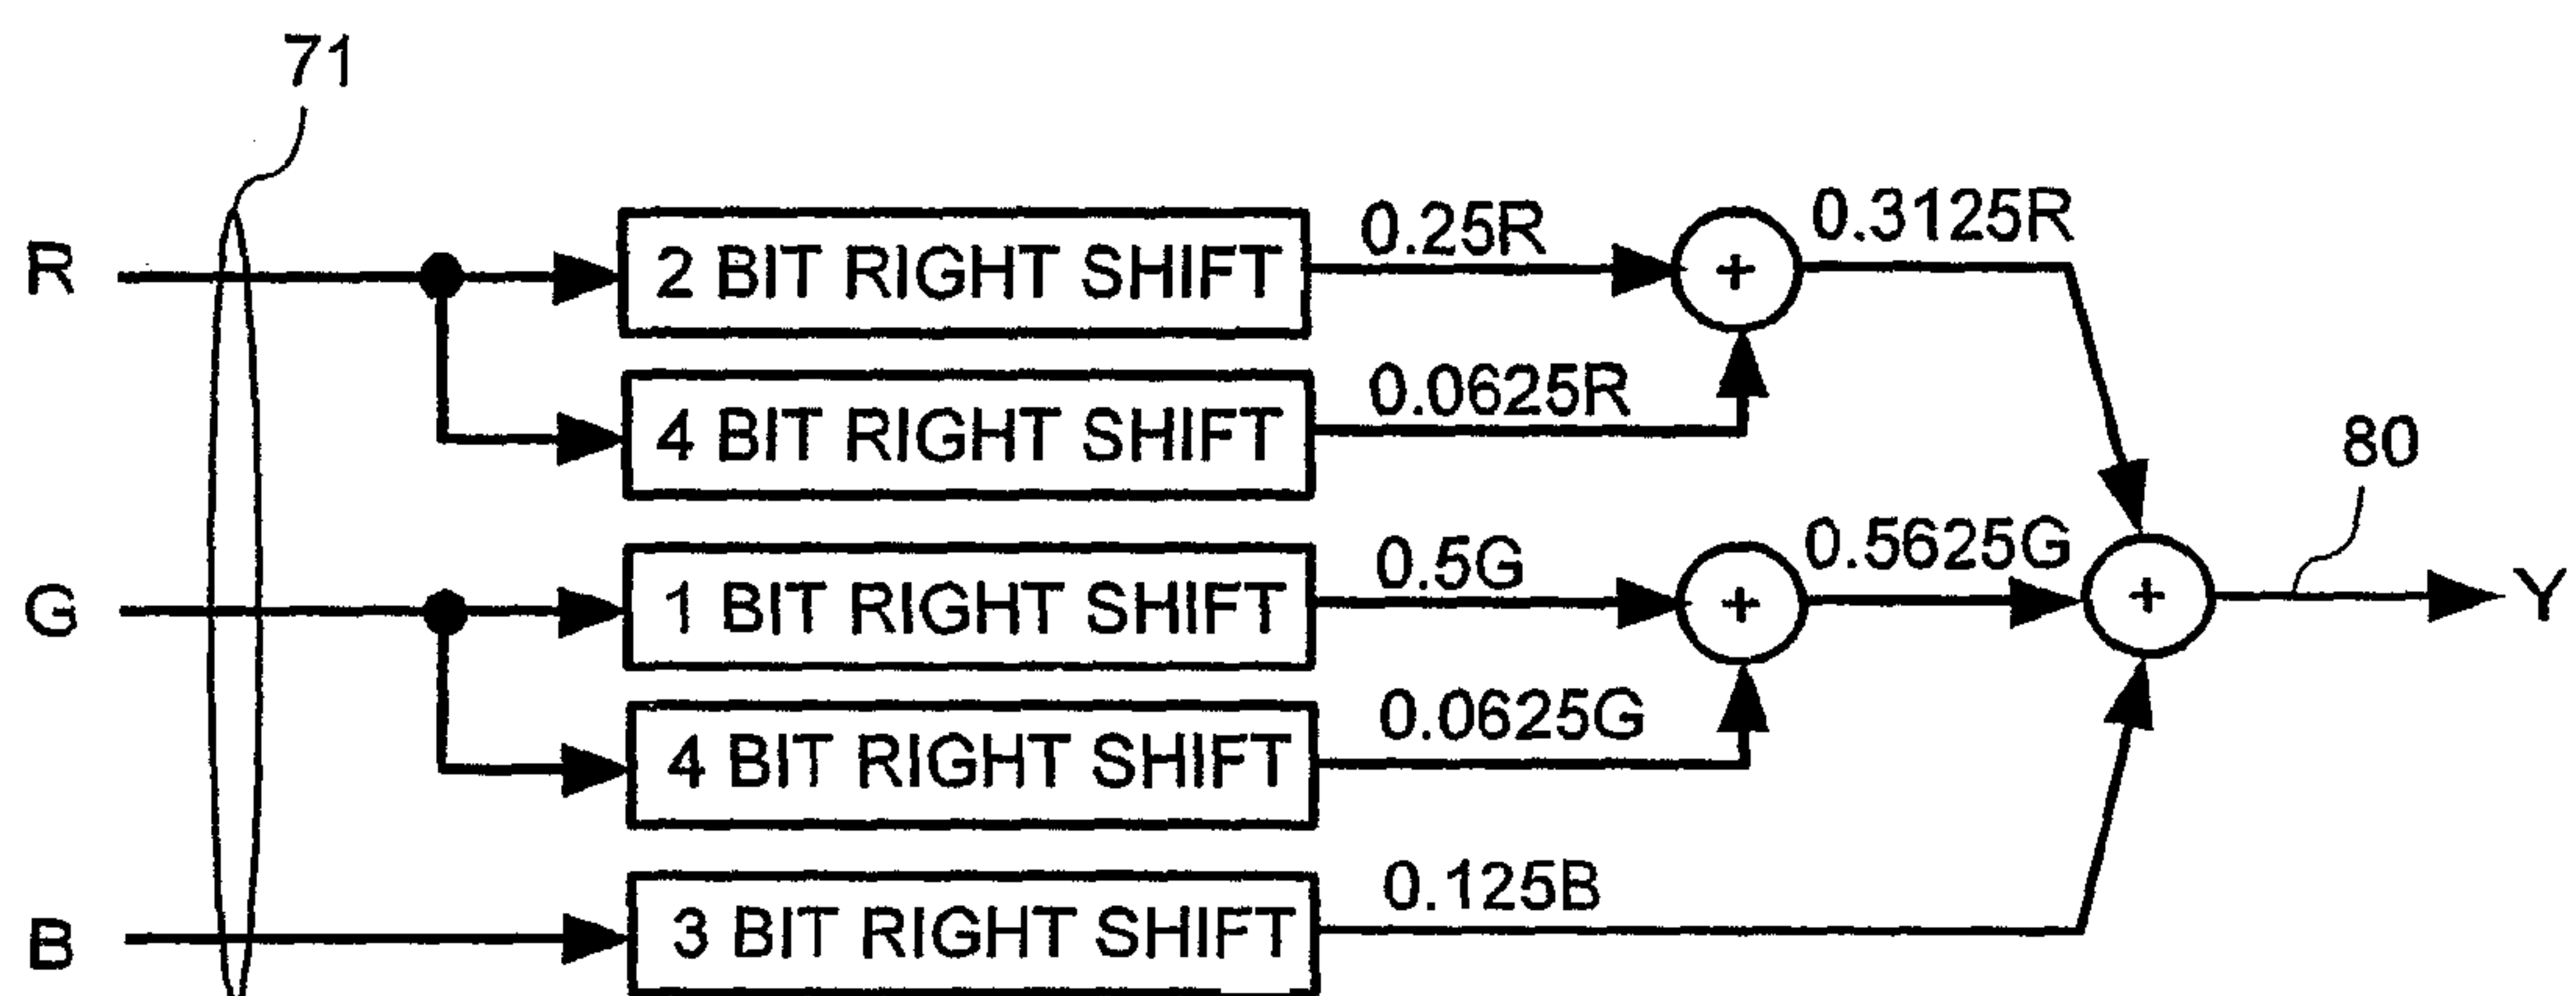 71
R
2 BIT RIGHT SHIFT
0.25R
+
0.3125R
4 BIT RIGHT SHIFT
0.0625R
80
G
1 BIT RIGHT SHIFT
0.5G
+
0.5625G
+
Y
4 BIT RIGHT SHIFT
0.0625G
B
3 BIT RIGHT SHIFT
0.125B